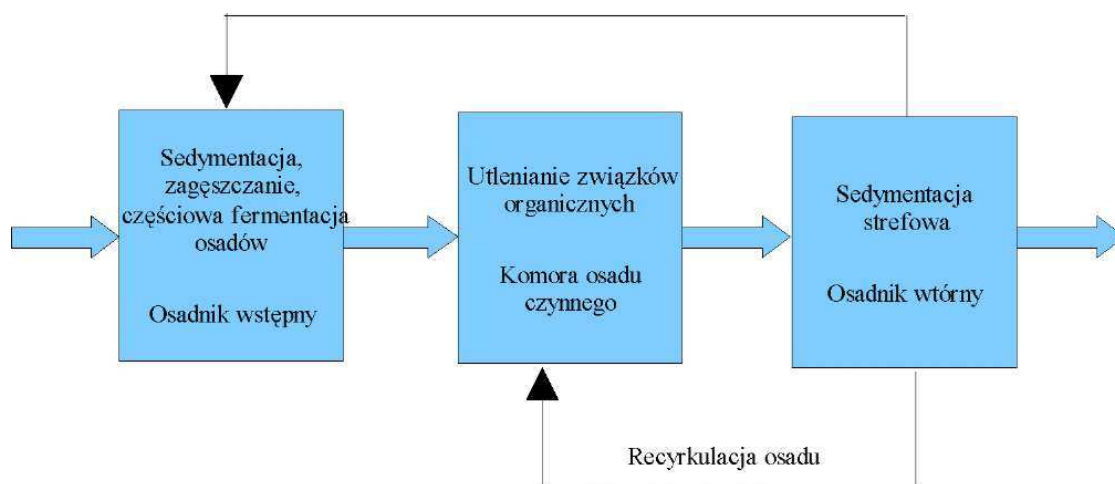 Sedymentacja,
zagęszczanie,
częściowa fermentacja
osadów
Osadnik wstępny
Utlenianie związków
organicznych
Komora osadu
czynnego
Sedymentacja
strefowa
Osadnik wtórny
Recyrkulacja osadu